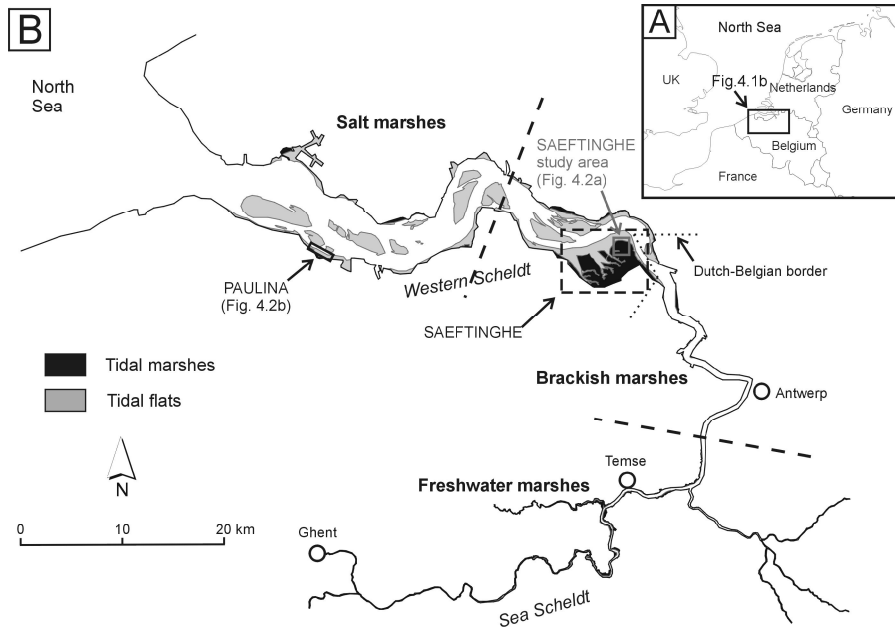 B
North
Sea
Salt marshes
SAEFTINGHE
study area
(Fig. 4.2a)
A
North Sea
UK
Fig.4.1b
Netherlands
Germany
Belgium
France
PAULINA
(Fig. 4.2b)
Western Scheldt
Dutch-Belgian border
SAEFTINGHE
Tidal marshes
Tidal flats
Brackish marshes
Antwerp
N
Temse
Freshwater marshes
0 10 20 km
Ghent
Sea Scheldt